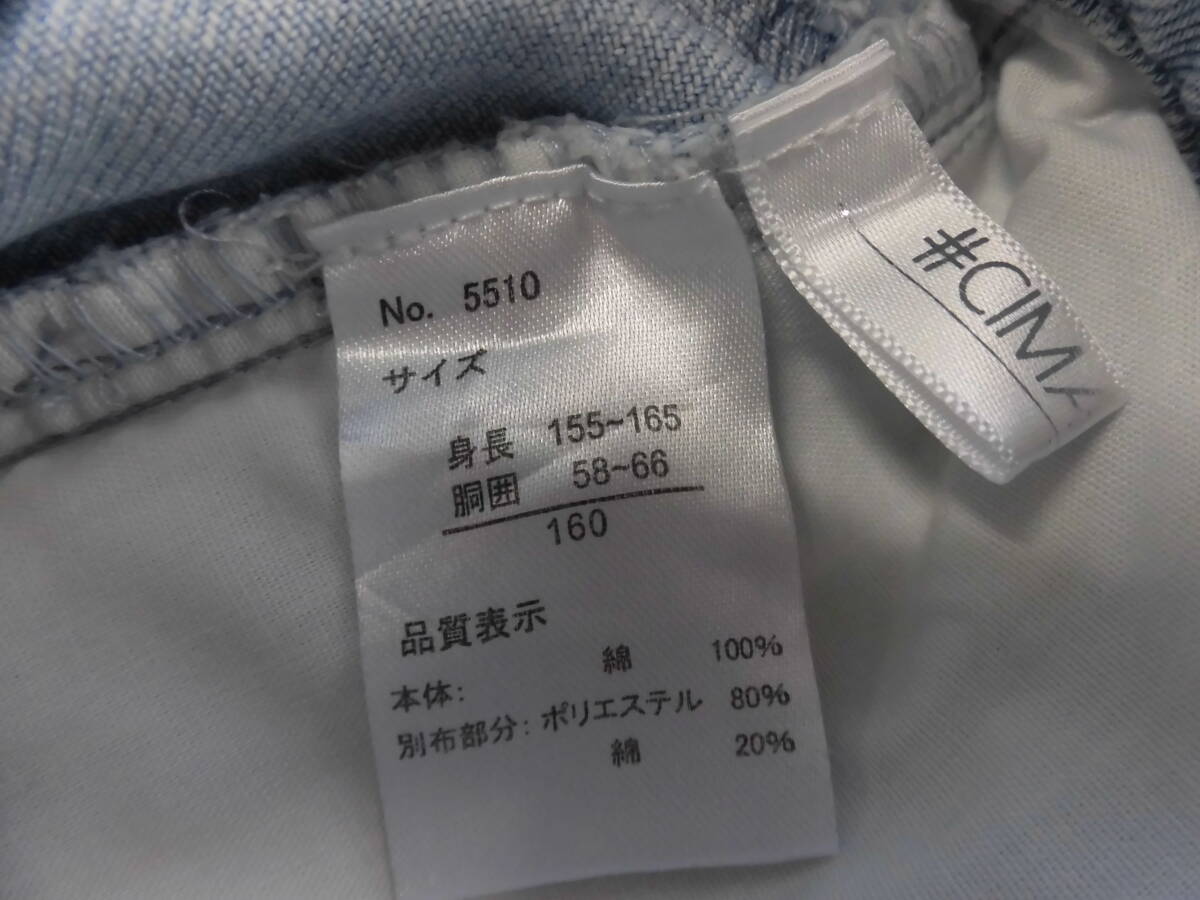 No. 5510
サイズ
身長 155~165
胴囲 58~66
160
品質表示
本体: 綿 100%
別布部分: ポリエステル 80%
綿 20%
#CIMA